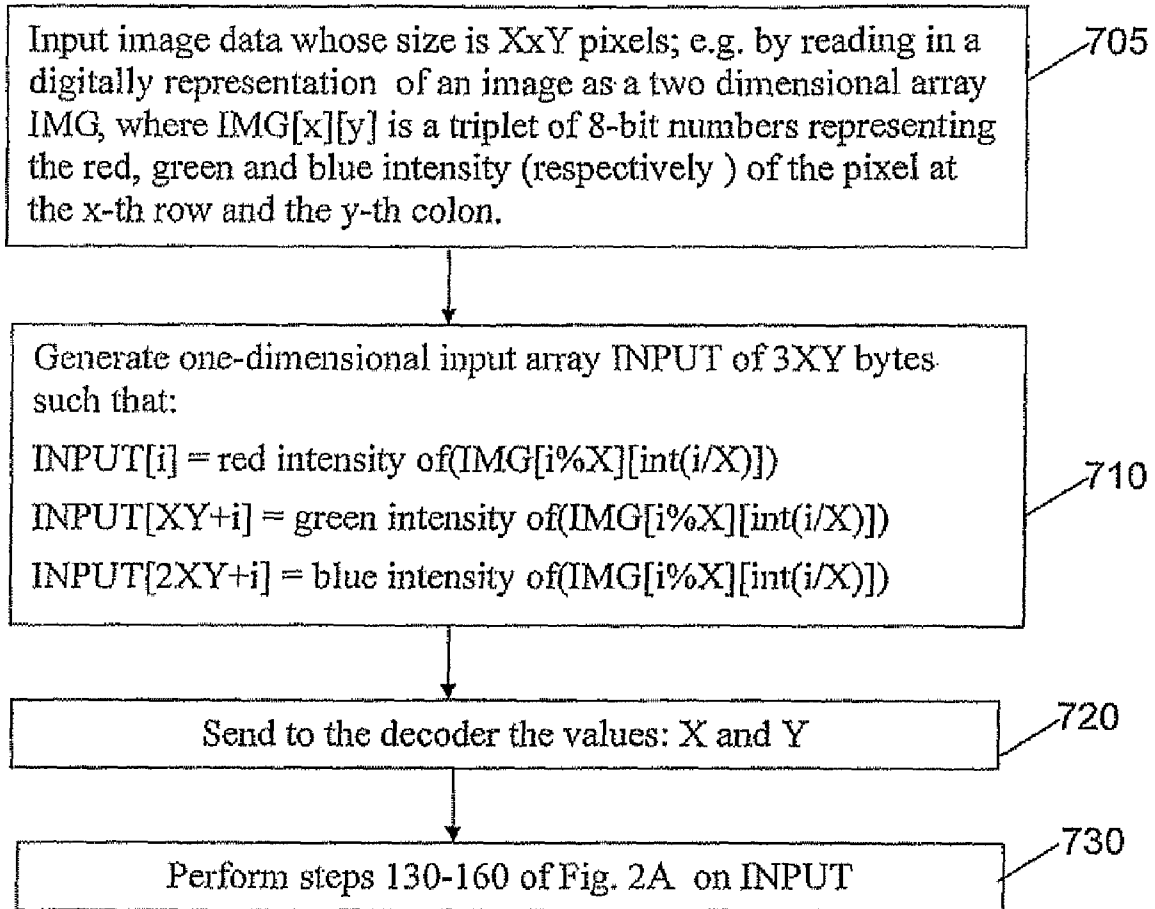 Input image data whose size is XxY pixels; e.g. by reading in a
digitally representation of an image as a two dimensional array
IMG, where IMG[x][y] is a triplet of 8-bit numbers representing
the red, green and blue intensity (respectively ) of the pixel at
the x-th row and the y-th colon.
705
Generate one-dimensional input array INPUT of 3XY bytes
such that:
INPUT[i] = red intensity of(IMG[i%X][int(i/X)])
INPUT[XY+i] = green intensity of(IMG[i%X][int(i/X)])
INPUT[2XY+i] = blue intensity of(IMG[i%X][int(i/X)])
710
Send to the decoder the values: X and Y
720
Perform steps 130-160 of Fig. 2A on INPUT
730